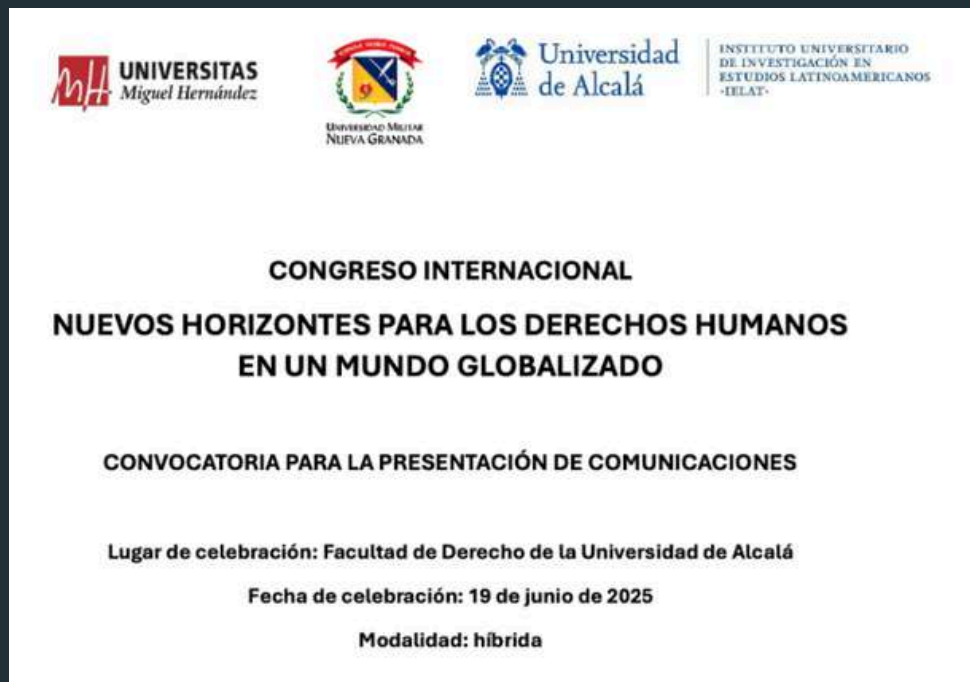 UNIVERSITAS
Miguel Hernández
UNIVERSIDAD MILITAR
NUEVA GRANADA
Universidad
de Alcalá
INSTITUTO UNIVERSITARIO
DE INVESTIGACIÓN EN
ESTUDIOS LATINOAMERICANOS
-IELAT-
CONGRESO INTERNACIONAL
NUEVOS HORIZONTES PARA LOS DERECHOS HUMANOS
EN UN MUNDO GLOBALIZADO
CONVOCATORIA PARA LA PRESENTACIÓN DE COMUNICACIONES
Lugar de celebración: Facultad de Derecho de la Universidad de Alcalá
Fecha de celebración: 19 de junio de 2025
Modalidad: híbrida